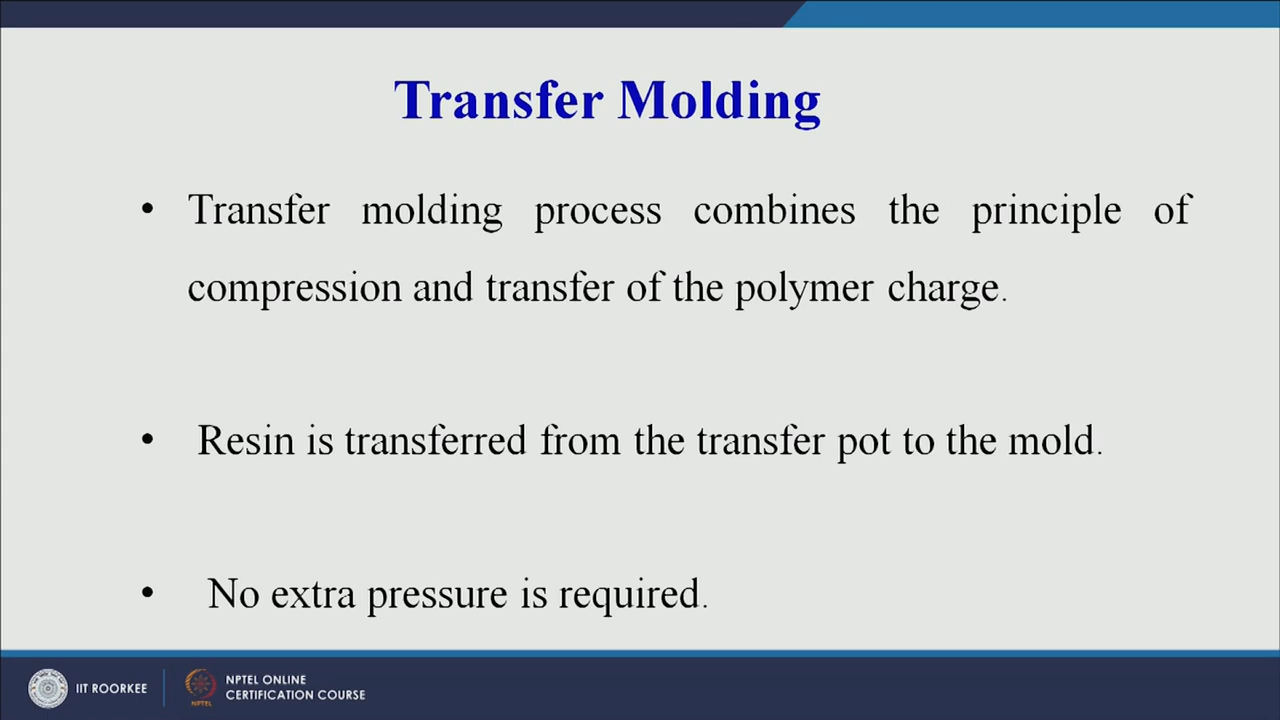 Transfer Molding
• Transfer molding process combines the principle of
compression and transfer of the polymer charge.
• Resin is transferred from the transfer pot to the mold.
• No extra pressure is required.
IIT ROORKEE
NPTEL ONLINE
CERTIFICATION COURSE
NPTEL